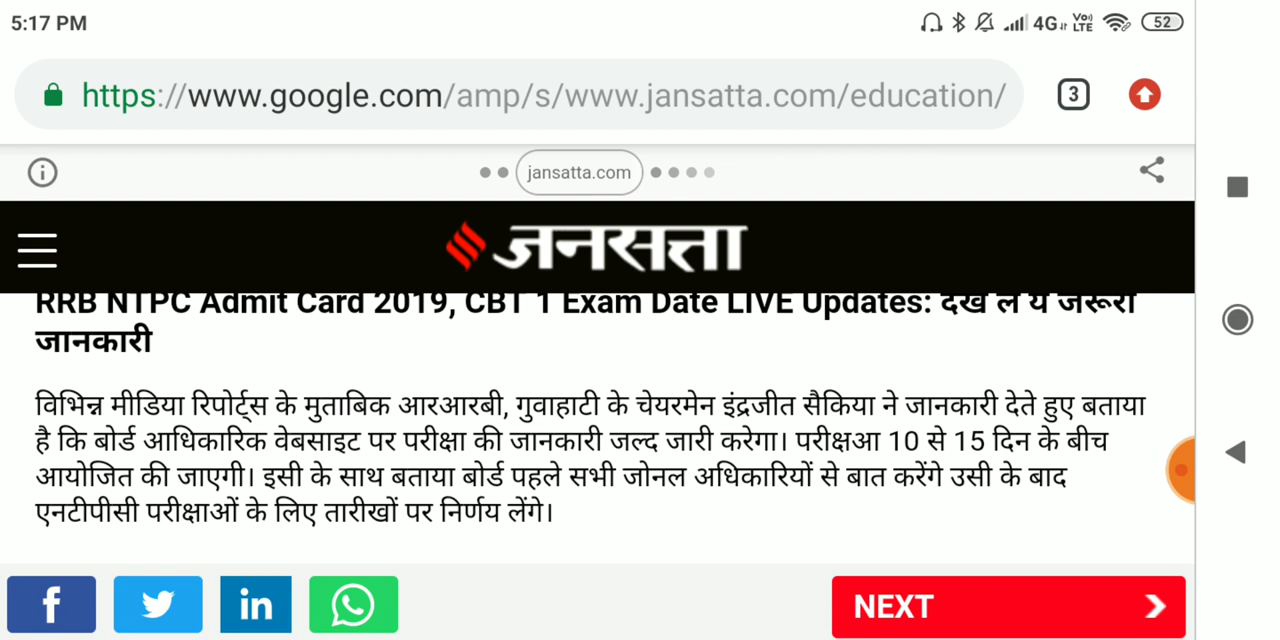 5:17 PM
4G Vo) LTE 52
https://www.google.com/amp/s/www.jansatta.com/education/
3
jansatta.com
जनसत्ता
RRB NTPC Admit Card 2019, CBT 1 Exam Date LIVE Updates: देख लें ये जरूरी
जानकारी
विभिन्न मीडिया रिपोर्ट्स के मुताबिक आरआरबी, गुवाहाटी के चेयरमेन इंद्रजीत सैकिया ने जानकारी देते हुए बताया
है कि बोर्ड आधिकारिक वेबसाइट पर परीक्षा की जानकारी जल्द जारी करेगा। परीक्षआ 10 से 15 दिन के बीच
आयोजित की जाएगी। इसी के साथ बताया बोर्ड पहले सभी जोनल अधिकारियों से बात करेंगे उसी के बाद
एनटीपीसी परीक्षाओं के लिए तारीखों पर निर्णय लेंगे।
NEXT